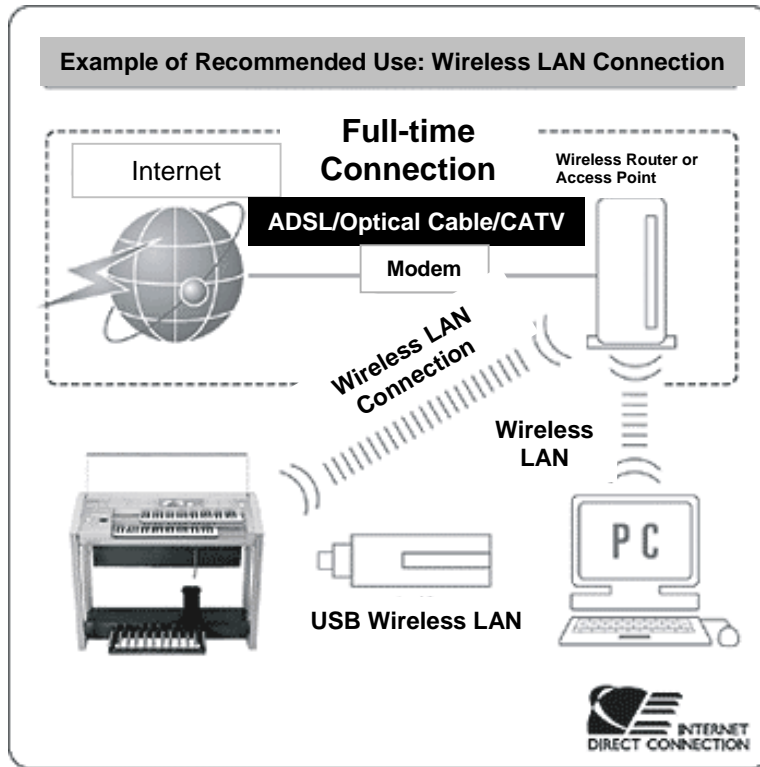 Example of Recommended Use: Wireless LAN Connection
Full-time
Connection
Internet
Wireless Router or
Access Point
ADSL/Optical Cable/CATV
Modem
Wireless LAN
Connection
Wireless
LAN
PC
USB Wireless LAN
INTERNET
DIRECT CONNECTION